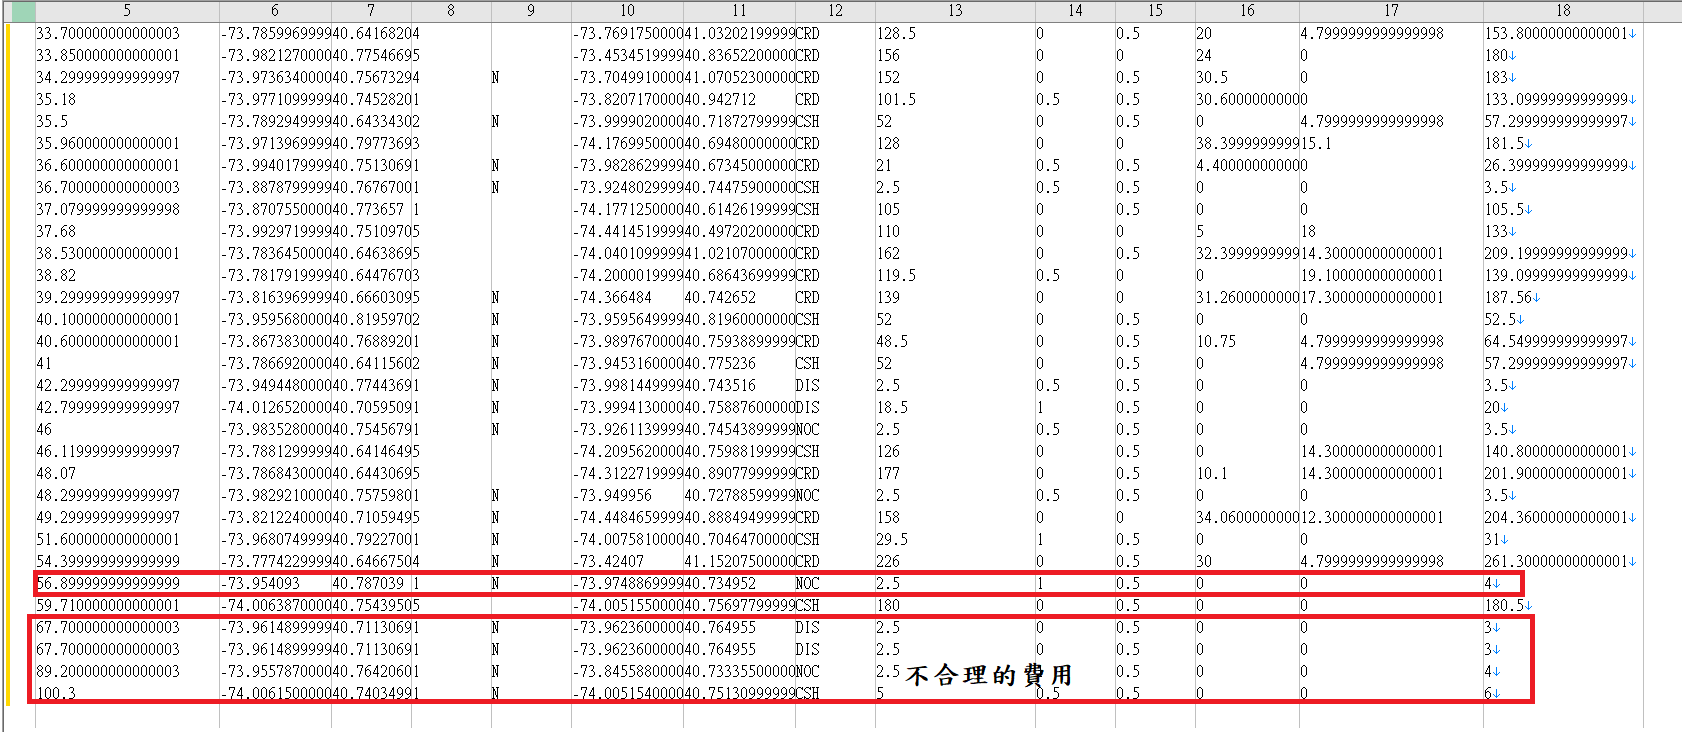 5 6 7 8 9 10 11 12 13 14 15 16 17 18
33.700000000000003 -73.785996999940.64168204 -73.769175000041.03202199999CRD 128.5 0 0.5 20 4.7999999999999998 153.80000000000001↓
33.850000000000001 -73.982127000040.77546695 -73.453451999940.83652200000CRD 156 0 0 24 0 180↓
34.299999999999997 -73.973634000040.75673294 N -73.704991000041.07052300000CRD 152 0 0.5 30.5 0 183↓
35.18 -73.977109999940.74528201 -73.820717000040.942712 CRD 101.5 0.5 0.5 30.600000000000 133.09999999999999↓
35.5 -73.789294999940.64334302 N -73.999902000040.71872799999CSH 52 0 0.5 0 4.7999999999999998 57.299999999999997↓
35.960000000000001 -73.971396999940.79773693 -74.176995000040.69480000000CRD 128 0 0 38.399999999915.1 181.5↓
36.600000000000001 -73.994017999940.75130691 N -73.982862999940.67345000000CRD 21 0.5 0.5 4.400000000000 26.399999999999999↓
36.700000000000003 -73.887879999940.76767001 N -73.924802999940.74475900000CSH 2.5 0.5 0.5 0 0 3.5↓
37.079999999999998 -73.870755000040.773657 1 -74.177125000040.61426199999CSH 105 0 0.5 0 0 105.5↓
37.68 -73.992971999940.75109705 -74.441451999940.49720200000CRD 110 0 0 5 18 133↓
38.530000000000001 -73.783645000040.64638695 -74.040109999941.02107000000CRD 162 0 0.5 32.399999999914.300000000000001 209.19999999999999↓
38.82 -73.781791999940.64476703 -74.200001999940.68643699999CRD 119.5 0.5 0 0 19.100000000000001 139.09999999999999↓
39.299999999999997 -73.816396999940.66603095 N -74.366484 40.742652 CRD 139 0 0 31.260000000017.300000000000001 187.56↓
40.100000000000001 -73.959568000040.81959702 N -73.959564999940.81960000000CSH 52 0 0.5 0 0 52.5↓
40.600000000000001 -73.867383000040.76889201 N -73.989767000040.75938899999CRD 48.5 0 0.5 10.75 4.7999999999999998 64.549999999999997↓
41 -73.786692000040.64115602 N -73.945316000040.775236 CSH 52 0 0.5 0 4.7999999999999998 57.299999999999997↓
42.299999999999997 -73.949448000040.77443691 N -73.998144999940.743516 DIS 2.5 0.5 0.5 0 0 3.5↓
42.799999999999997 -74.012652000040.70595091 N -73.999413000040.75887600000DIS 18.5 1 0.5 0 0 20↓
46 -73.983528000040.75456791 N -73.926113999940.74543899999NOC 2.5 0.5 0.5 0 0 3.5↓
46.119999999999997 -73.788129999940.64146495 -74.209562000040.75988199999CSH 126 0 0.5 0 14.300000000000001 140.80000000000001↓
48.07 -73.786843000040.64430695 -74.312271999940.89077999999CRD 177 0 0.5 10.1 14.300000000000001 201.90000000000001↓
48.299999999999997 -73.982921000040.75759801 N -73.949956 40.72788599999NOC 2.5 0.5 0.5 0 0 3.5↓
49.299999999999997 -73.821224000040.71059495 N -74.448465999940.88849499999CRD 158 0 0 34.060000000012.300000000000001 204.36000000000001↓
51.600000000000001 -73.968074999940.79227001 N -74.007581000040.70464700000CSH 29.5 1 0.5 0 0 31↓
54.399999999999999 -73.777422999940.64667504 N -73.42407 41.15207500000CRD 226 0 0.5 30 4.7999999999999998 261.30000000000001↓
56.899999999999999 -73.954093 40.787039 1 N -73.974886999940.734952 NOC 2.5 1 0.5 0 0 4↓
59.710000000000001 -74.006387000040.75439505 -74.005155000040.75697799999CSH 180 0 0.5 0 0 180.5↓
67.700000000000003 -73.961489999940.71130691 N -73.962360000040.764955 DIS 2.5 0 0.5 0 0 3↓
67.700000000000003 -73.961489999940.71130691 N -73.962360000040.764955 DIS 2.5 0 0.5 0 0 3↓
89.200000000000003 -73.955787000040.76420601 N -73.845588000040.73335500000NOC 2.5 不合理的費用 0.5 0 0 4↓
100.3 -74.006150000040.74034991 N -74.005154000040.75130999999CSH 5 0.5 0.5 0 0 6↓